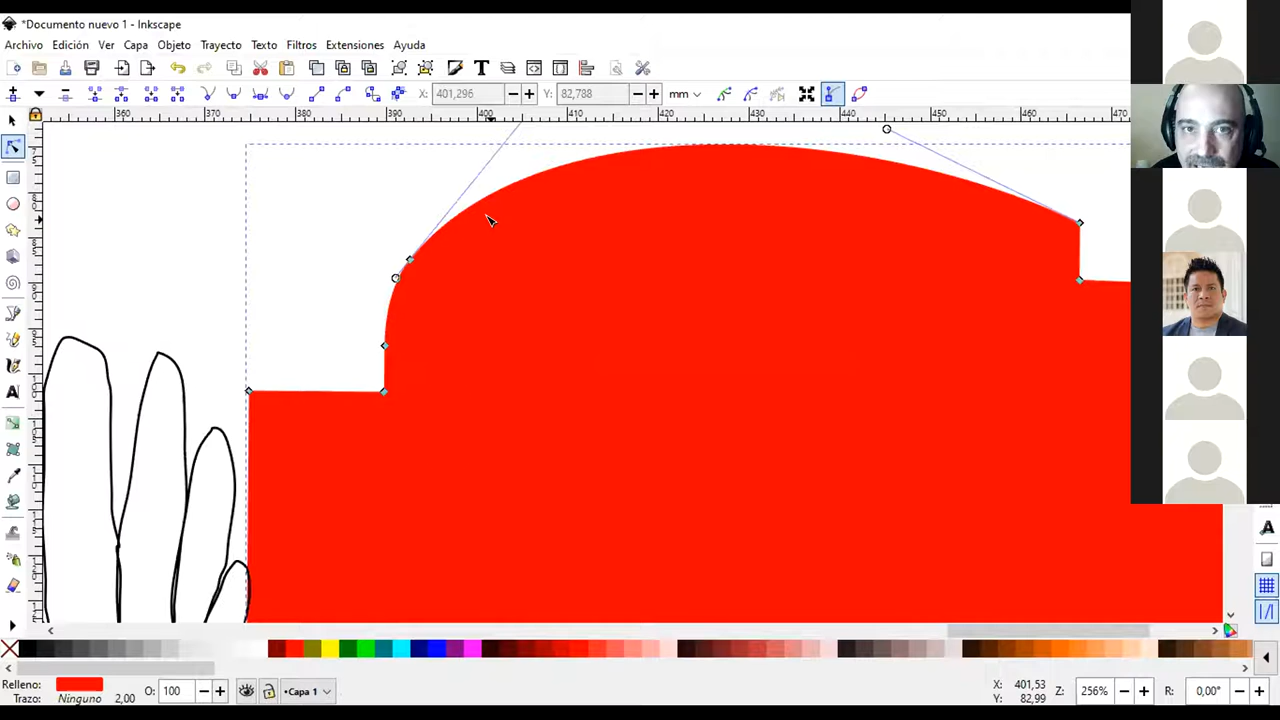 *Documento nuevo 1 - Inkscape
Archivo Edición Ver Capa Objeto Trayecto Texto Filtros Extensiones Ayuda
X: 401,296 Y: 82,788 mm
360 370 380 390 400 410 420 430 440 450 460 470
Relleno: O: 100 Capa 1 X: 401,53 Z: 256% R: 0,00°
Trazo: Ninguno 2,00 Y: 82,99